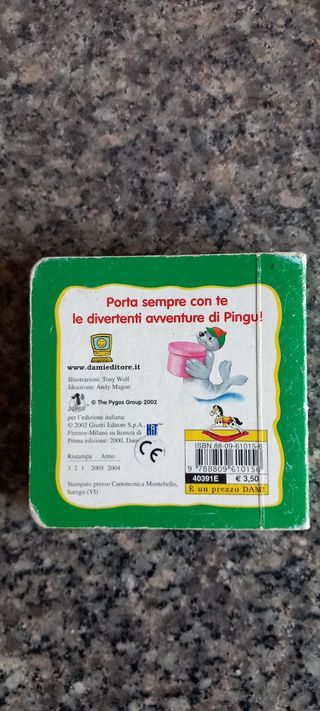 Porta sempre con te
le divertenti avventure di Pingu!
www.damieditore.it
Illustrazioni: Tony Wolf
Ideazione: Andy Magoo
© The Pygos Group 2002
per l'edizione italiana:
© 2002 Giunti Editore S.p.A.,
Firenze-Milano su licenza di
Prima edizione: 2000, Dami
CE
Ristampa Anno
3 2 1 2005 2004
Stampato presso Cartotecnica Montebello,
Sarego (VI)
ISBN 88-09-61015-6
9 788809 610156
40391E € 3,50
È un prezzo DAMI